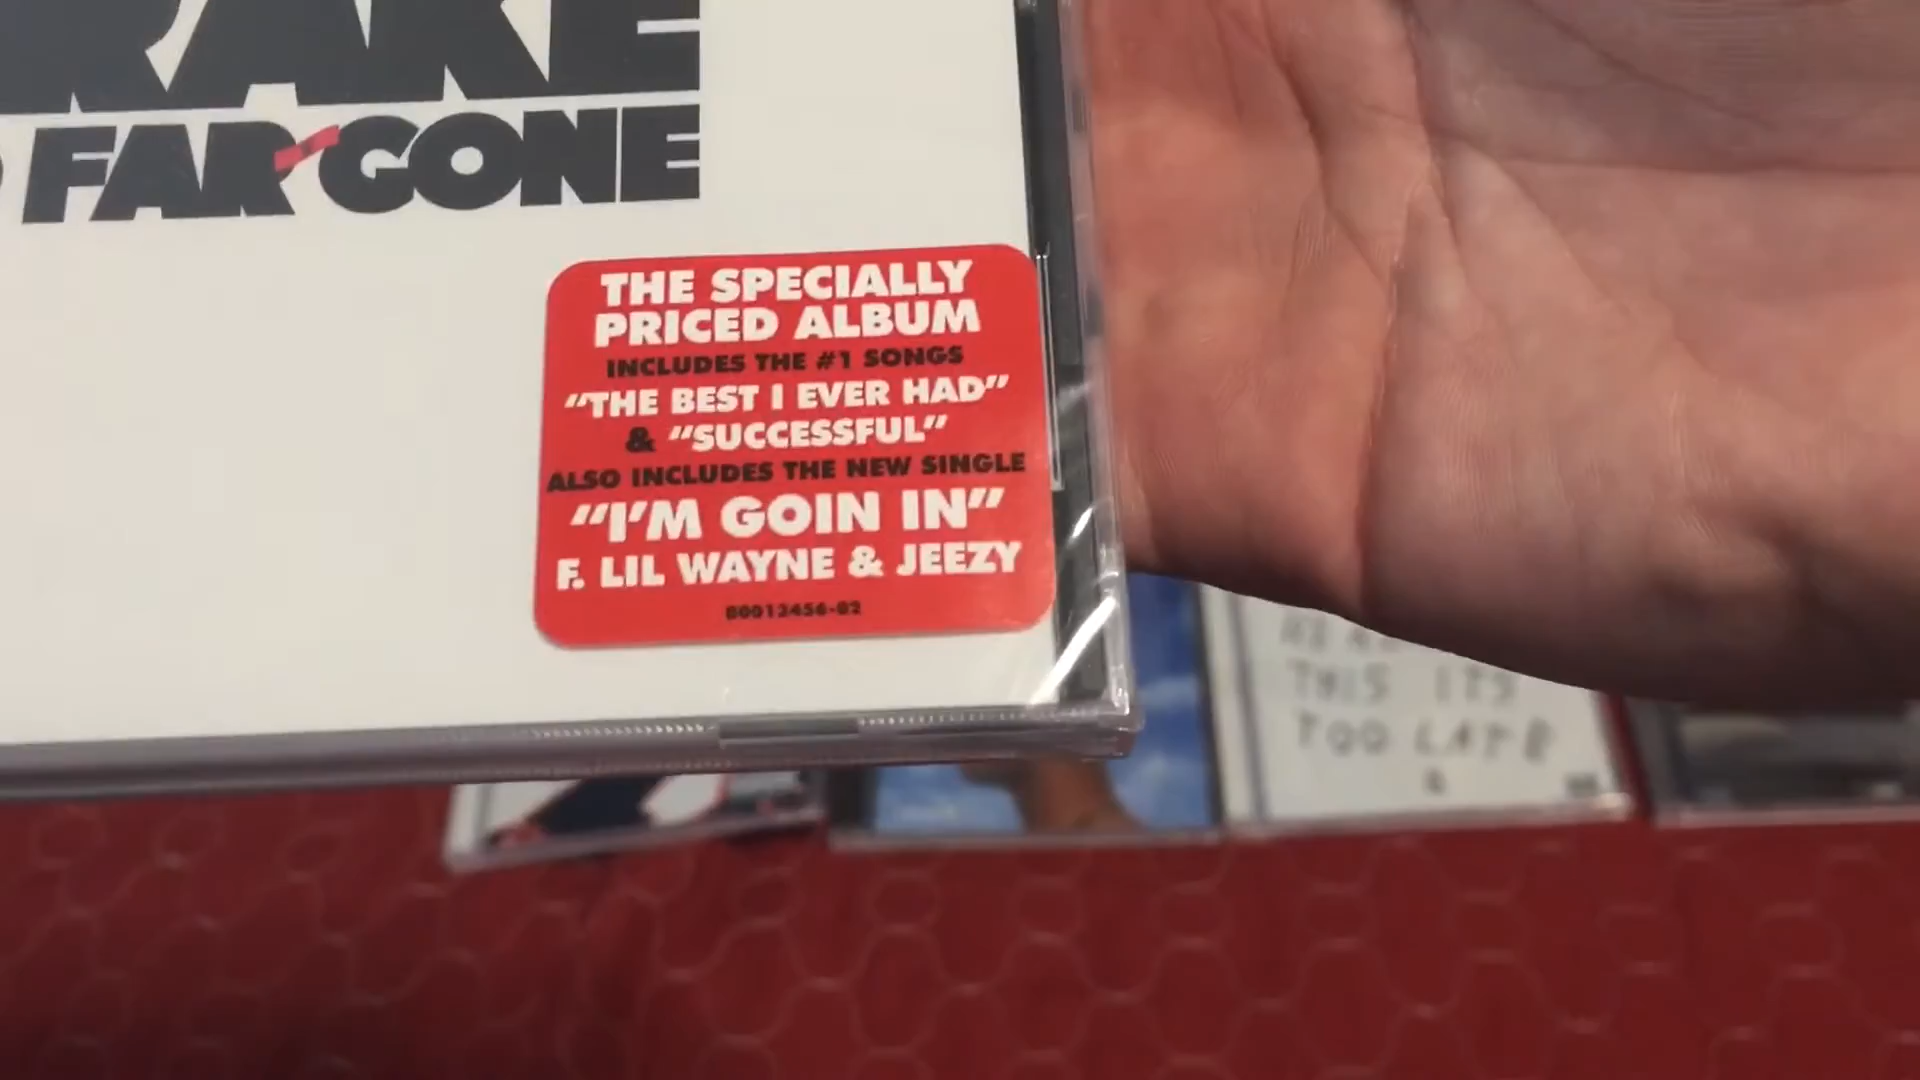 RAKE
FAR GONE
THE SPECIALLY
PRICED ALBUM
INCLUDES THE #1 SONGS
"THE BEST I EVER HAD"
& "SUCCESSFUL"
ALSO INCLUDES THE NEW SINGLE
"I'M GOIN IN"
F. LIL WAYNE & JEEZY
B0013456-02
THIS ITS
TOO LATE